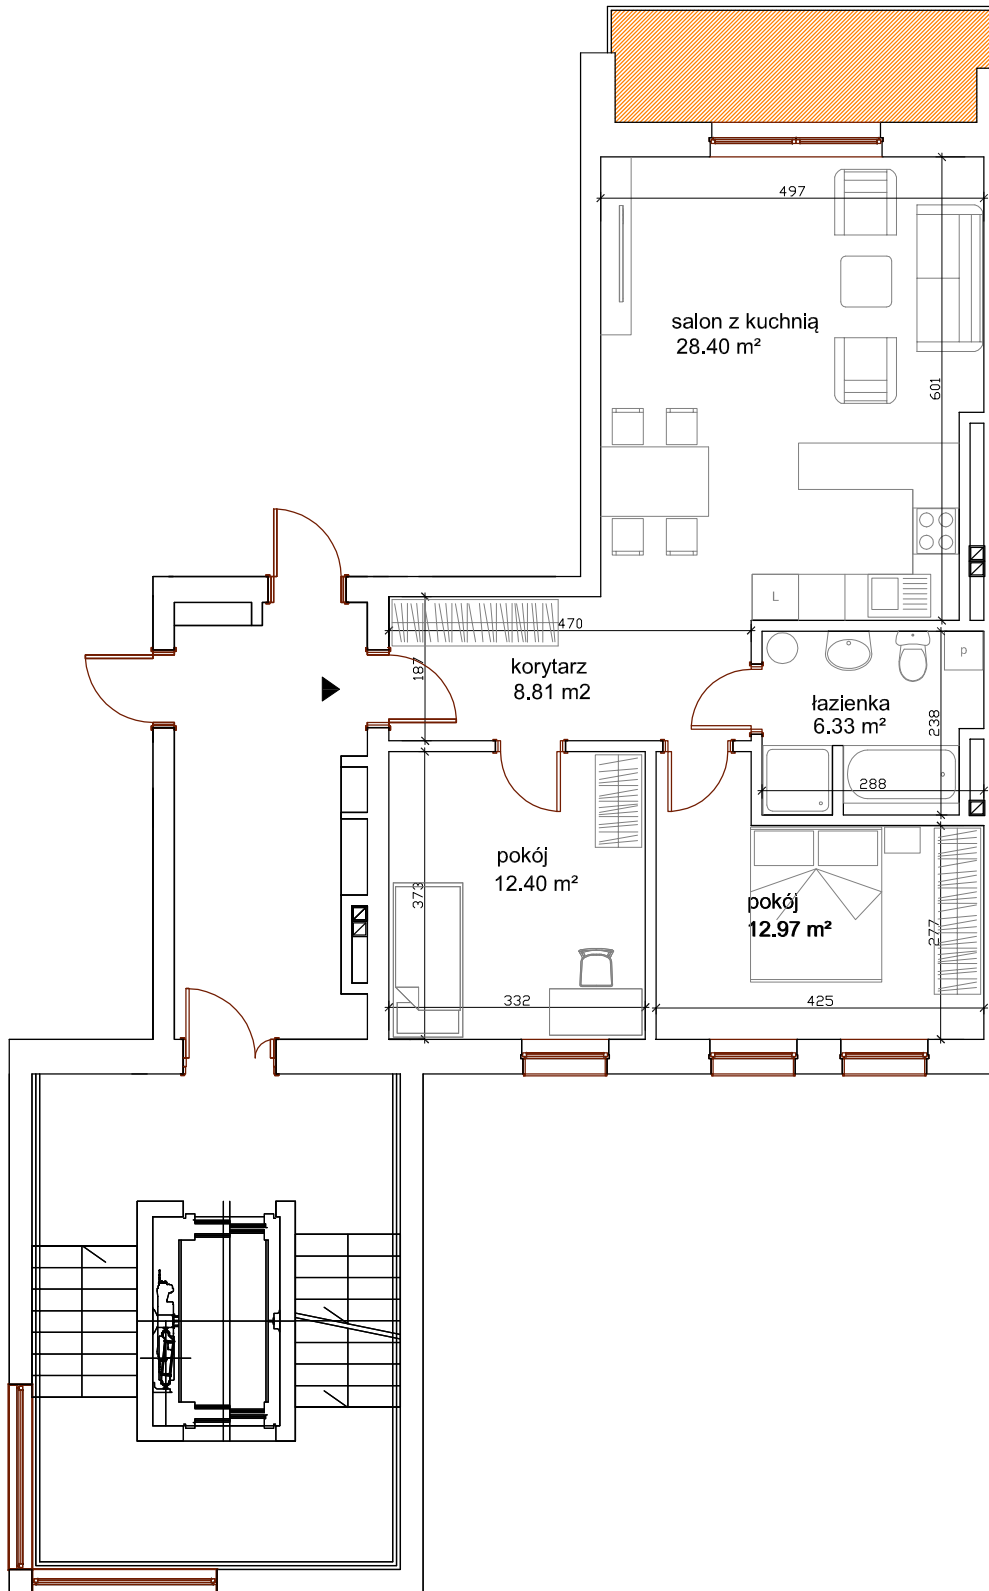 497
salon z kuchnią
28.40 m²
601
L
470
korytarz
8.81 m2
187
p
łazienka
6.33 m²
238
288
pokój
12.40 m²
373
332
pokój
12.97 m²
277
425